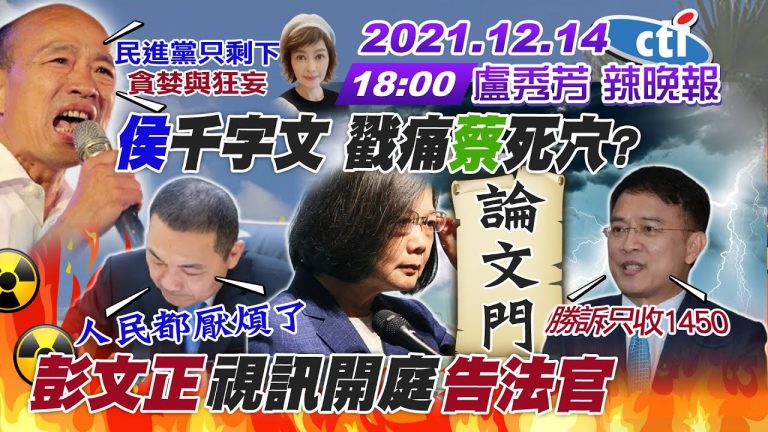 2021.12.14
cti
18:00 盧秀芳 辣晚報
民進黨只剩下
貪婪與狂妄
侯千字文 戳痛蔡死穴?
論文門
人民都厭煩了
勝訴只收1450
彭文正視訊開庭告法官